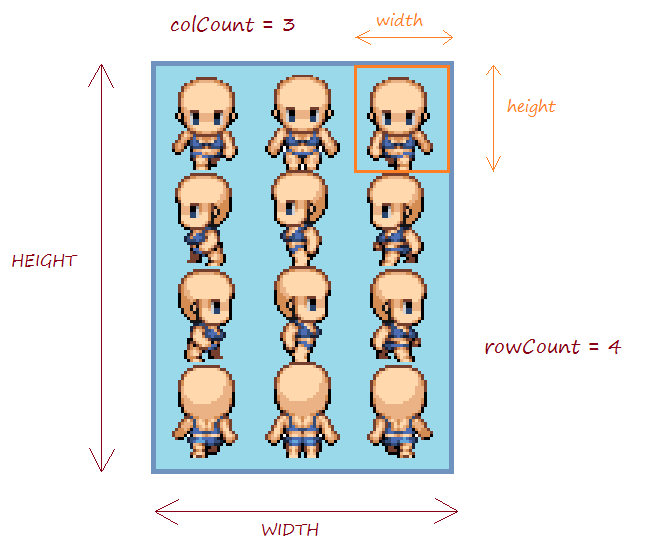 colCount = 3
width
height
HEIGHT
rowCount = 4
WIDTH